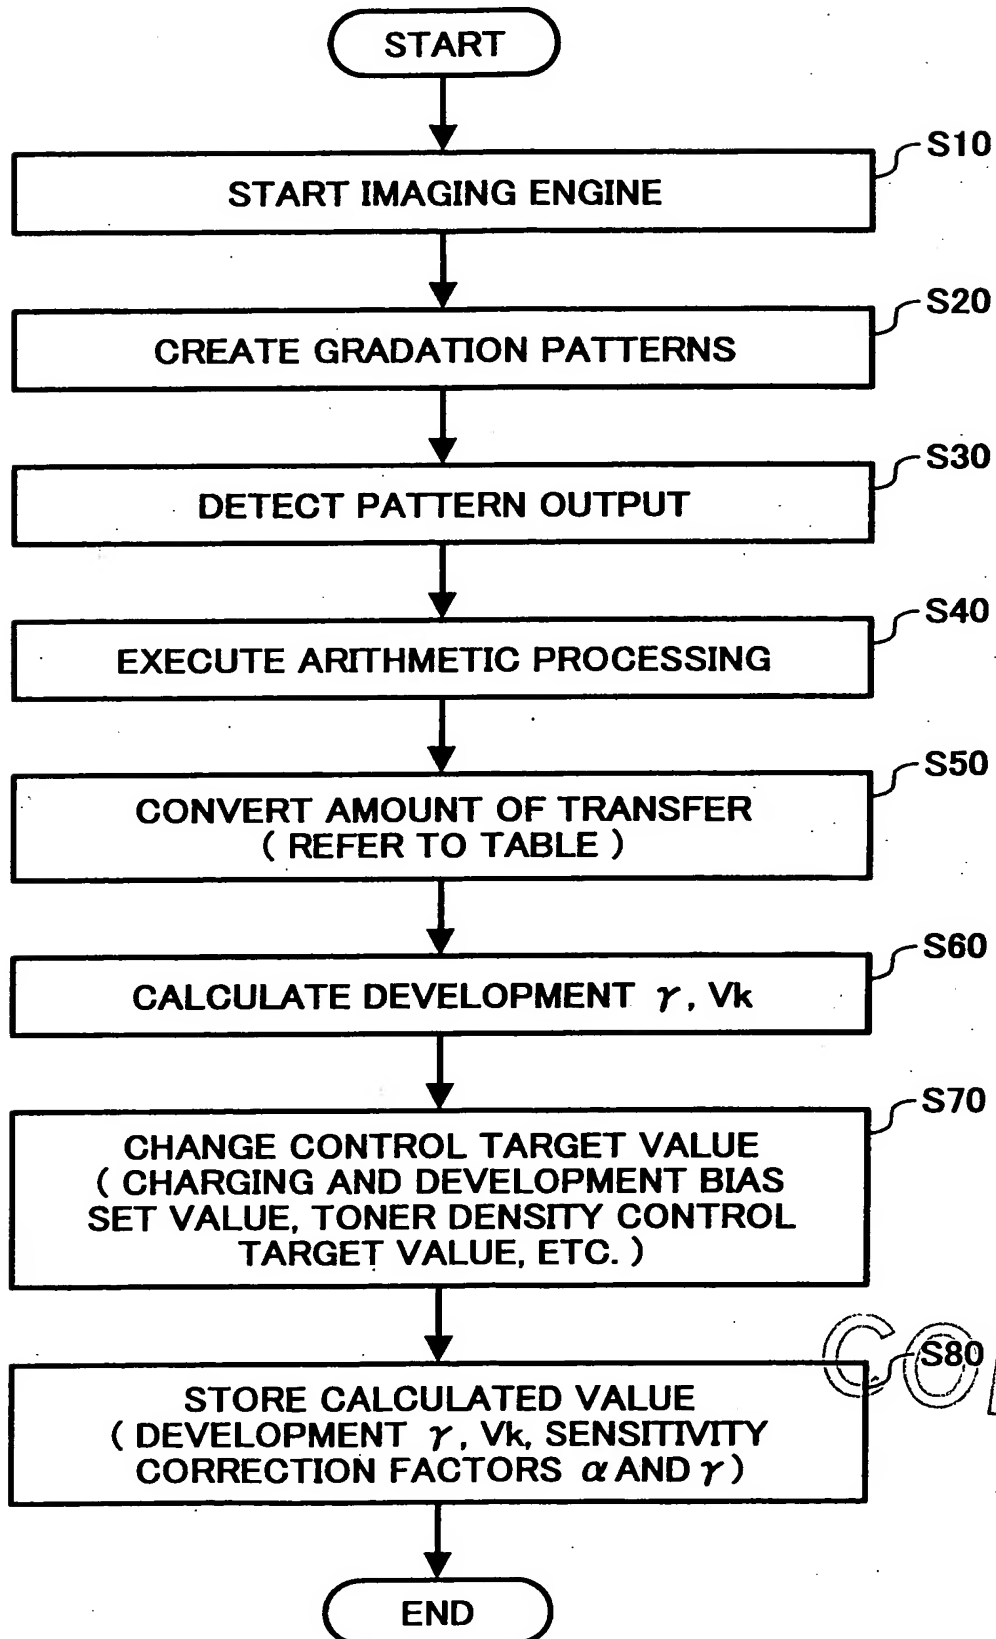 START
S10
START IMAGING ENGINE
S20
CREATE GRADATION PATTERNS
S30
DETECT PATTERN OUTPUT
S40
EXECUTE ARITHMETIC PROCESSING
S50
CONVERT AMOUNT OF TRANSFER
( REFER TO TABLE )
S60
CALCULATE DEVELOPMENT γ, Vk
S70
CHANGE CONTROL TARGET VALUE
( CHARGING AND DEVELOPMENT BIAS
SET VALUE, TONER DENSITY CONTROL
TARGET VALUE, ETC. )
S80
STORE CALCULATED VALUE
( DEVELOPMENT γ, Vk, SENSITIVITY
CORRECTION FACTORS α AND γ )
END